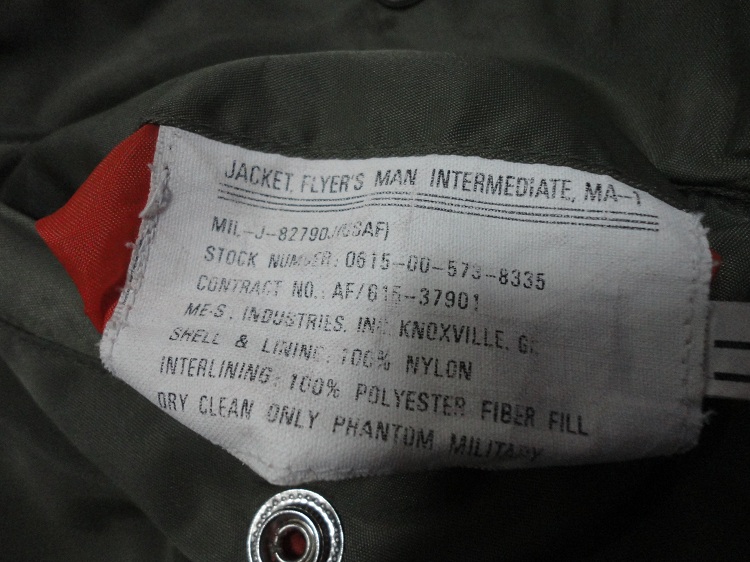 JACKET, FLYER'S MAN INTERMEDIATE, MA-1
MIL-J-82790J(USAF)
STOCK NUMBER: 0615-00-573-8335
CONTRACT NO.: AF/615-37901
ME-S. INDUSTRIES. INC KNOXVILLE.
SHELL & LINING: 100% NYLON
INTERLINING: 100% POLYESTER FIBER FILL
DRY CLEAN ONLY PHANTOM MILITARY